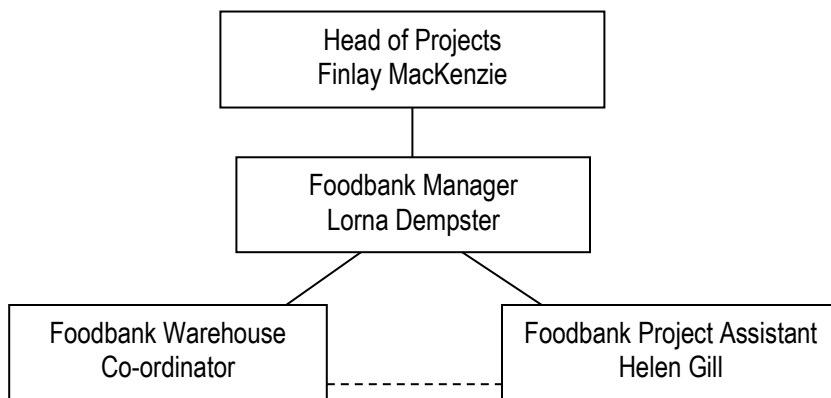 Head of Projects
Finlay MacKenzie
Foodbank Manager
Lorna Dempster
Foodbank Warehouse
Co-ordinator
Foodbank Project Assistant
Helen Gill